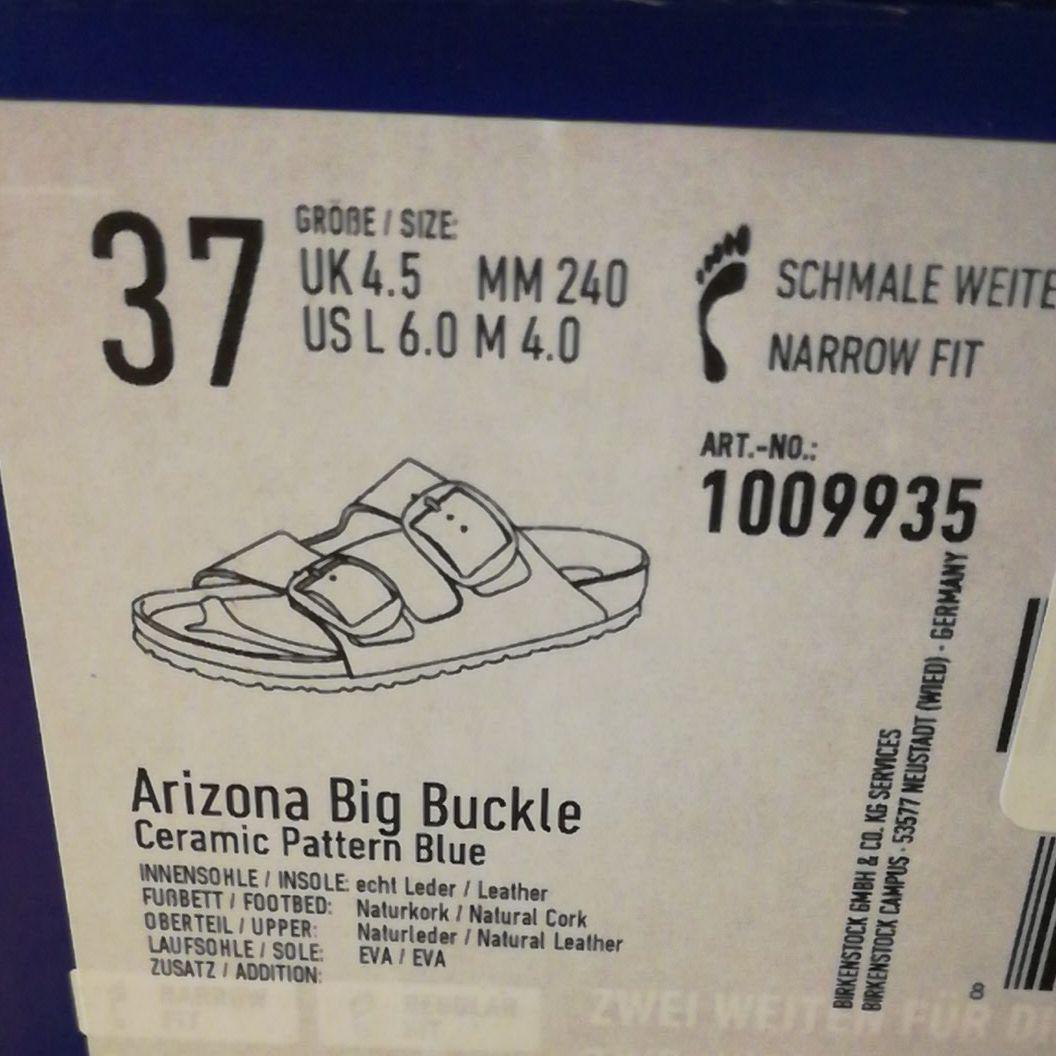 37
GRÖßE / SIZE:
UK 4.5 MM 240
US L 6.0 M 4.0
SCHMALE WEITE
NARROW FIT
ART.-NO.:
1009935
Arizona Big Buckle
Ceramic Pattern Blue
INNENSOHLE / INSOLE: echt Leder / Leather
FUßBETT / FOOTBED: Naturkork / Natural Cork
OBERTEIL / UPPER: Naturleder / Natural Leather
LAUFSOHLE / SOLE: EVA / EVA
ZUSATZ / ADDITION:
BIRKENSTOCK GMBH & CO. KG SERVICES
BIRKENSTOCK CAMPUS · 53577 NEUSTADT (WIED) · GERMANY
8
NARROW
REGULAR
ZWEI WEITEN FÜR